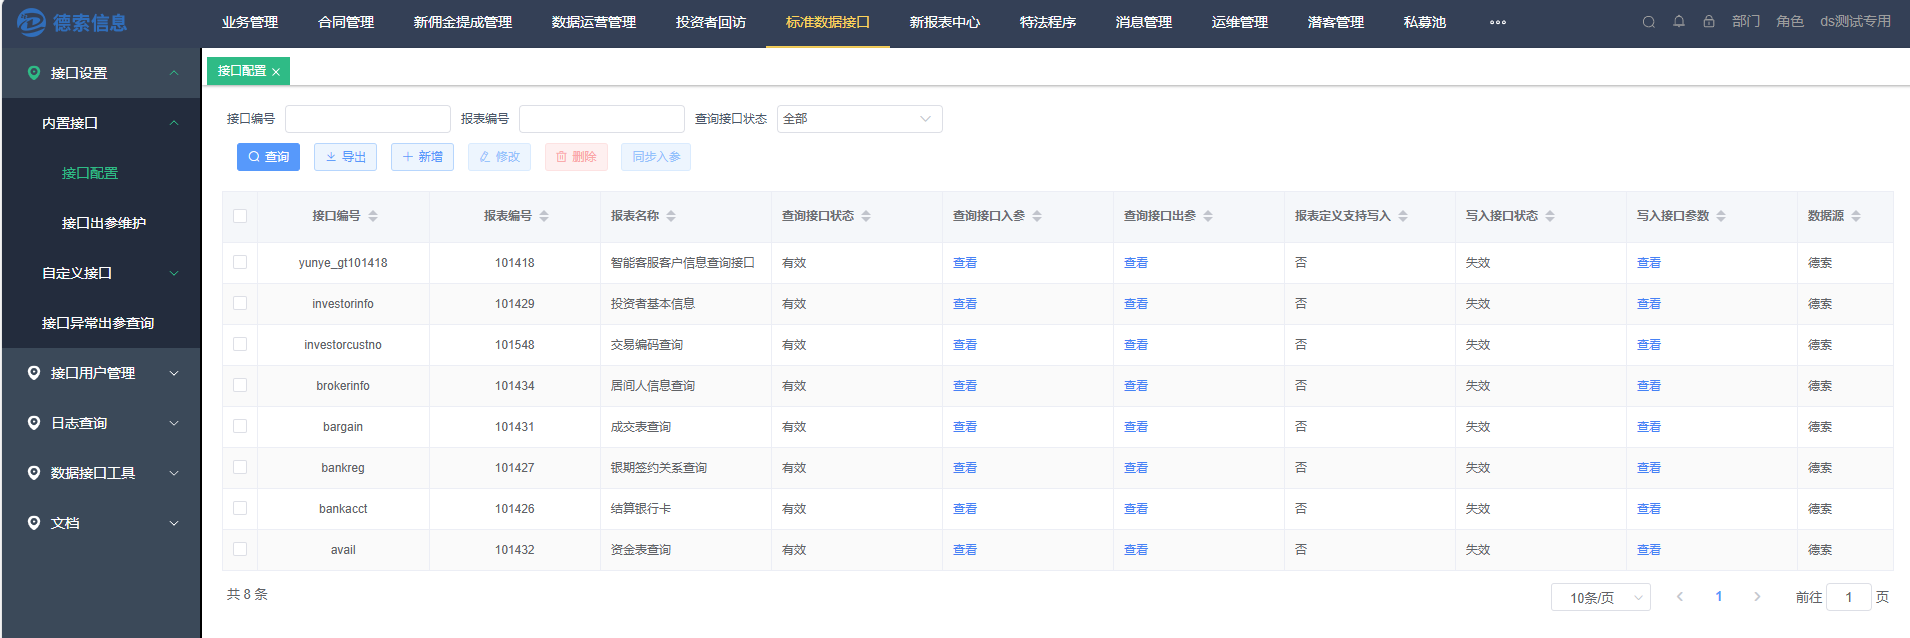 德索信息
业务管理 合同管理 新佣金提成管理 数据运营管理 投资者回访 标准数据接口 新报表中心 特法程序 消息管理 运维管理 潜客管理 私募池 部门 角色 ds测试专用
接口设置
内置接口
接口配置
接口出参维护
自定义接口
接口异常出参查询
接口用户管理
日志查询
数据接口工具
文档
接口配置
接口编号 报表编号 查询接口状态 全部
查询 导出 新增 修改 删除 同步入参
接口编号 报表编号 报表名称 查询接口状态 查询接口入参 查询接口出参 报表定义支持写入 写入接口状态 写入接口参数 数据源
yunye_gt101418 101418 智能客服客户信息查询接口 有效 查看 查看 否 失效 查看 德索
investorinfo 101429 投资者基本信息 有效 查看 查看 否 失效 查看 德索
investorcustno 101548 交易编码查询 有效 查看 查看 否 失效 查看 德索
brokerinfo 101434 居间人信息查询 有效 查看 查看 否 失效 查看 德索
bargain 101431 成交表查询 有效 查看 查看 否 失效 查看 德索
bankreg 101427 银期签约关系查询 有效 查看 查看 否 失效 查看 德索
bankacct 101426 结算银行卡 有效 查看 查看 否 失效 查看 德索
avail 101432 资金表查询 有效 查看 查看 否 失效 查看 德索
共 8 条 10条/页 1 前往 1 页